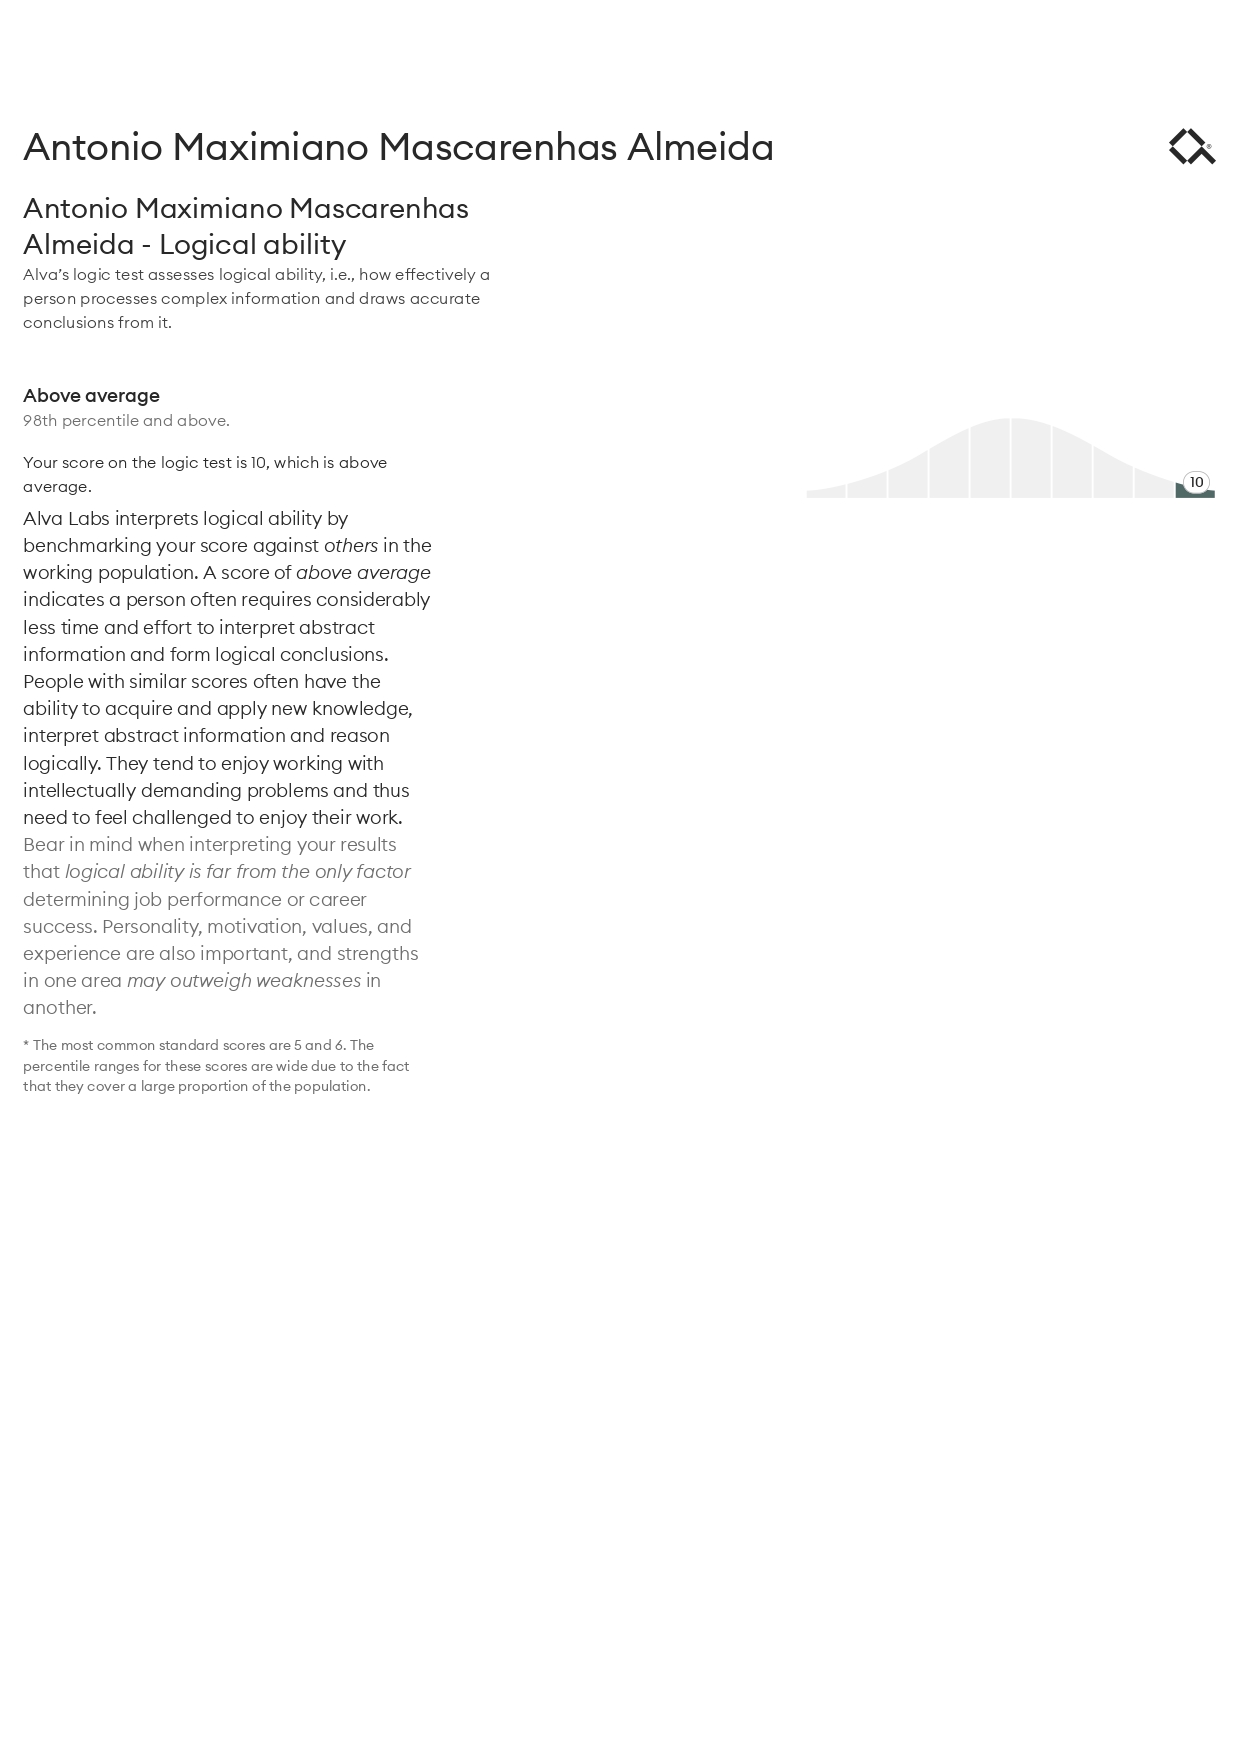 Antonio Maximiano Mascarenhas Almeida
Antonio Maximiano Mascarenhas
Almeida - Logical ability
Alva’s logic test assesses logical ability, i.e., how effectively a
person processes complex information and draws accurate
conclusions from it.
Above average
98th percentile and above.
Your score on the logic test is 10, which is above
average.
10
Alva Labs interprets logical ability by
benchmarking your score against others in the
working population. A score of above average
indicates a person often requires considerably
less time and effort to interpret abstract
information and form logical conclusions.
People with similar scores often have the
ability to acquire and apply new knowledge,
interpret abstract information and reason
logically. They tend to enjoy working with
intellectually demanding problems and thus
need to feel challenged to enjoy their work.
Bear in mind when interpreting your results
that logical ability is far from the only factor
determining job performance or career
success. Personality, motivation, values, and
experience are also important, and strengths
in one area may outweigh weaknesses in
another.
* The most common standard scores are 5 and 6. The
percentile ranges for these scores are wide due to the fact
that they cover a large proportion of the population.